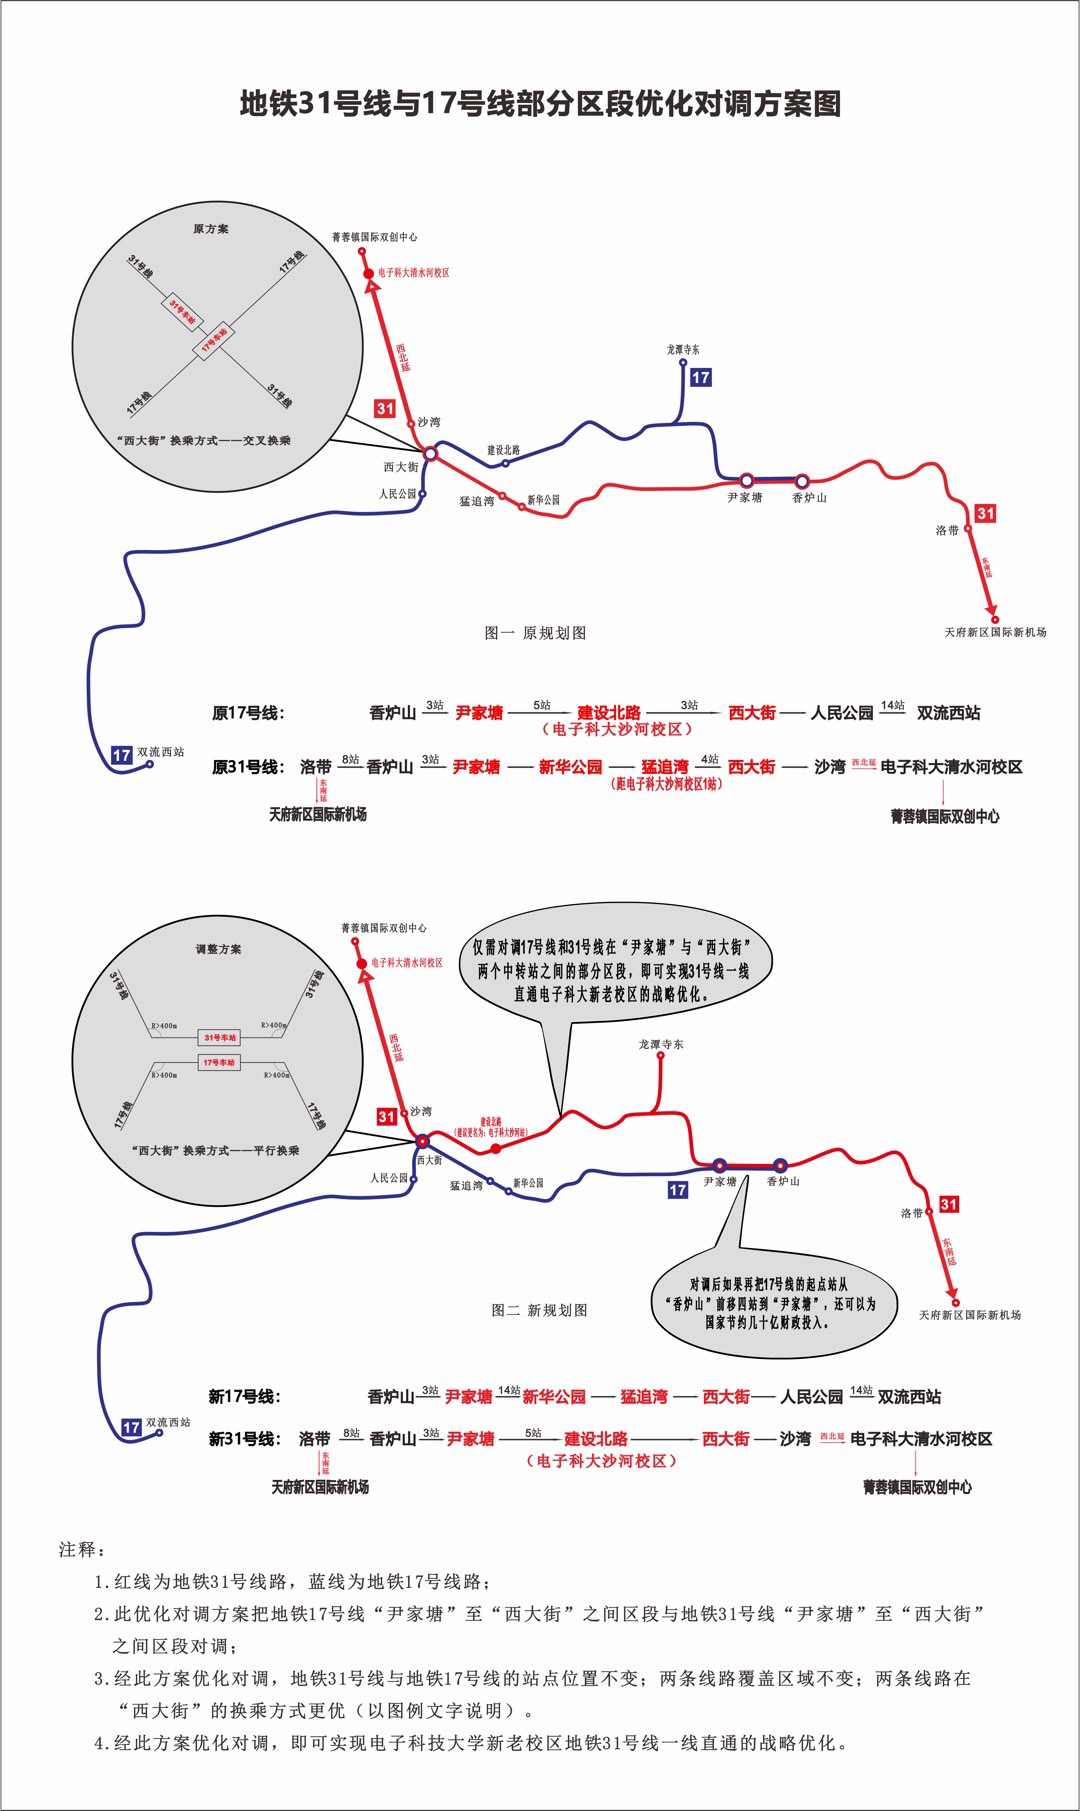 地铁31号线与17号线部分区段优化对调方案图
原方案
31号线
17号线
31号车站
17号车站
17号线
31号线
“西大街”换乘方式——交叉换乘
菁蓉镇国际双创中心
电子科大清水河校区
西北延
31
沙湾
西大街
人民公园
建设北路
猛追湾
新华公园
龙潭寺东
17
尹家塘
香炉山
31
洛带
东南延
天府新区国际新机场
17
双流西站
图一 原规划图
原17号线： 香炉山 3站 尹家塘 5站 建设北路 3站 西大街 人民公园 14站 双流西站
（电子科大沙河校区）
原31号线： 洛带 8站 香炉山 3站 尹家塘 新华公园 猛追湾 4站 西大街 沙湾 西北延 电子科大清水河校区
（距电子科大沙河校区1站）
东南延
天府新区国际新机场
菁蓉镇国际双创中心
调整方案
31号线
31号线
R>400m
R>400m
31号车站
17号车站
R>400m
R>400m
17号线
17号线
“西大街”换乘方式——平行换乘
菁蓉镇国际双创中心
电子科大清水河校区
西北延
31
沙湾
西大街
人民公园
建设北路
（建议更名为：电子科大沙河站）
猛追湾
新华公园
仅需对调17号线和31号线在“尹家塘”与“西大街”
两个中转站之间的部分区段，即可实现31号线一线
直通电子科大新老校区的战略优化。
龙潭寺东
17
尹家塘
香炉山
洛带
31
东南延
天府新区国际新机场
对调后如果再把17号线的起点站从
“香炉山”前移四站到“尹家塘”，还可以为
国家节约几十亿财政投入。
图二 新规划图
17
双流西站
新17号线： 香炉山 3站 尹家塘 14站 新华公园 猛追湾 西大街 人民公园 14站 双流西站
新31号线： 洛带 8站 香炉山 3站 尹家塘 5站 建设北路 西大街 沙湾 西北延 电子科大清水河校区
（电子科大沙河校区）
东南延
天府新区国际新机场
菁蓉镇国际双创中心
注释：
1.红线为地铁31号线路，蓝线为地铁17号线路；
2.此优化对调方案把地铁17号线“尹家塘”至“西大街”之间区段与地铁31号线“尹家塘”至“西大街”
之间区段对调；
3.经此方案优化对调，地铁31号线与地铁17号线的站点位置不变；两条线路覆盖区域不变；两条线路在
“西大街”的换乘方式更优（以图例文字说明）。
4.经此方案优化对调，即可实现电子科技大学新老校区地铁31号线一线直通的战略优化。